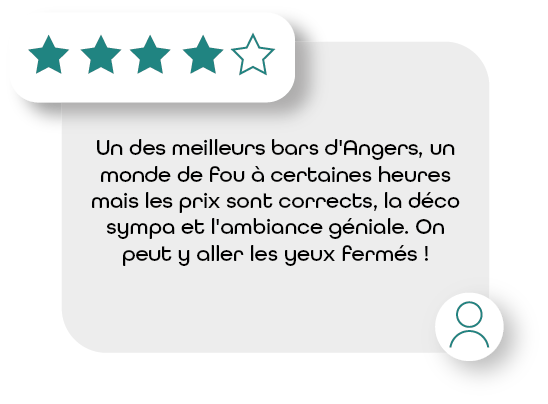 Un des meilleurs bars d'Angers, un
monde de fou à certaines heures
mais les prix sont corrects, la déco
sympa et l'ambiance géniale. On
peut y aller les yeux fermés !